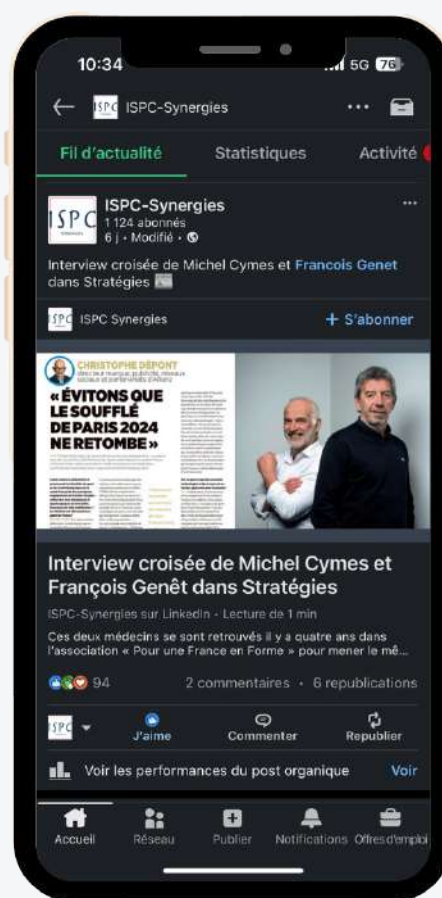 10:34
5G 76
ISPC ISPC-Synergies
Fil d'actualité Statistiques Activité
ISPC
ISPC-Synergies
1 124 abonnés
6 j • Modifié •
Interview croisée de Michel Cymes et Francois Genet
dans Stratégies
ISPC ISPC Synergies + S'abonner
CHRISTOPHE DEPONT
« ÉVITONS QUE
LE SOUFFLÉ
DE PARIS 2024
NE RETOMBE »
Interview croisée de Michel Cymes et
François Genêt dans Stratégies
ISPC-Synergies sur LinkedIn • Lecture de 1 min
Ces deux médecins se sont retrouvés il y a quatre ans dans
l'association « Pour une France en Forme » pour mener le mê...
94 2 commentaires • 6 republications
ISPC J'aime Commenter Republier
Voir les performances du post organique Voir
Accueil Réseau Publier Notifications Offres d'emploi